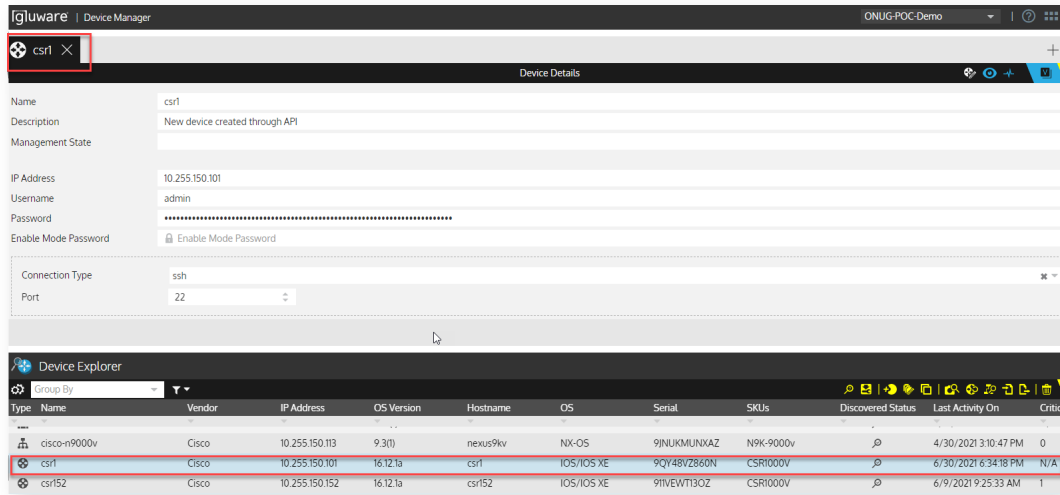 gluware | Device Manager ONUG-POC-Demo
csr1
Device Details
Name csr1
Description New device created through API
Management State
IP Address 10.255.150.101
Username admin
Password
Enable Mode Password Enable Mode Password
Connection Type ssh
Port 22
Device Explorer
Group By
Type Name Vendor IP Address OS Version Hostname OS Serial SKUs Discovered Status Last Activity On Critic
cisco-n9000v Cisco 10.255.150.113 9.3(1) nexus9kv NX-OS 9JNUKMUNXAZ N9K-9000v 4/30/2021 3:10:47 PM 0
csr1 Cisco 10.255.150.101 16.12.1a csr1 IOS/IOS XE 9QY48VZ860N CSR1000V 6/30/2021 6:34:18 PM N/A
csr152 Cisco 10.255.150.152 16.12.1a csr152 IOS/IOS XE 911VEWT13OZ CSR1000V 6/9/2021 9:25:33 AM 1